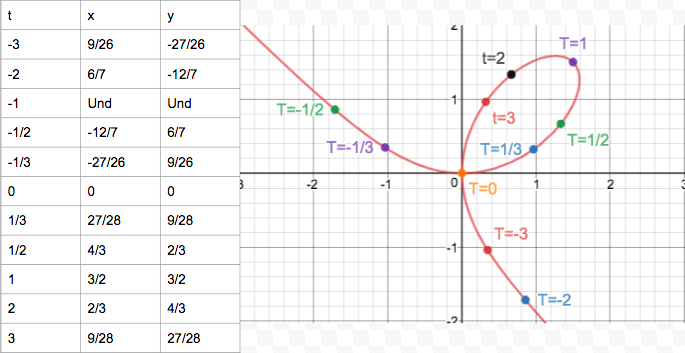 t x y
-3 9/26 -27/26
-2 6/7 -12/7
-1 Und Und
-1/2 -12/7 6/7
-1/3 -27/26 9/26
0 0 0
1/3 27/28 9/28
1/2 4/3 2/3
1 3/2 3/2
2 2/3 4/3
3 9/28 27/28
2
T=1
t=2
1
T=-1/2
t=3
T=1/2
T=-1/3
T=1/3
3 -2 -1 0 1 2 3
T=0
T=-3
-1
T=-2
-2